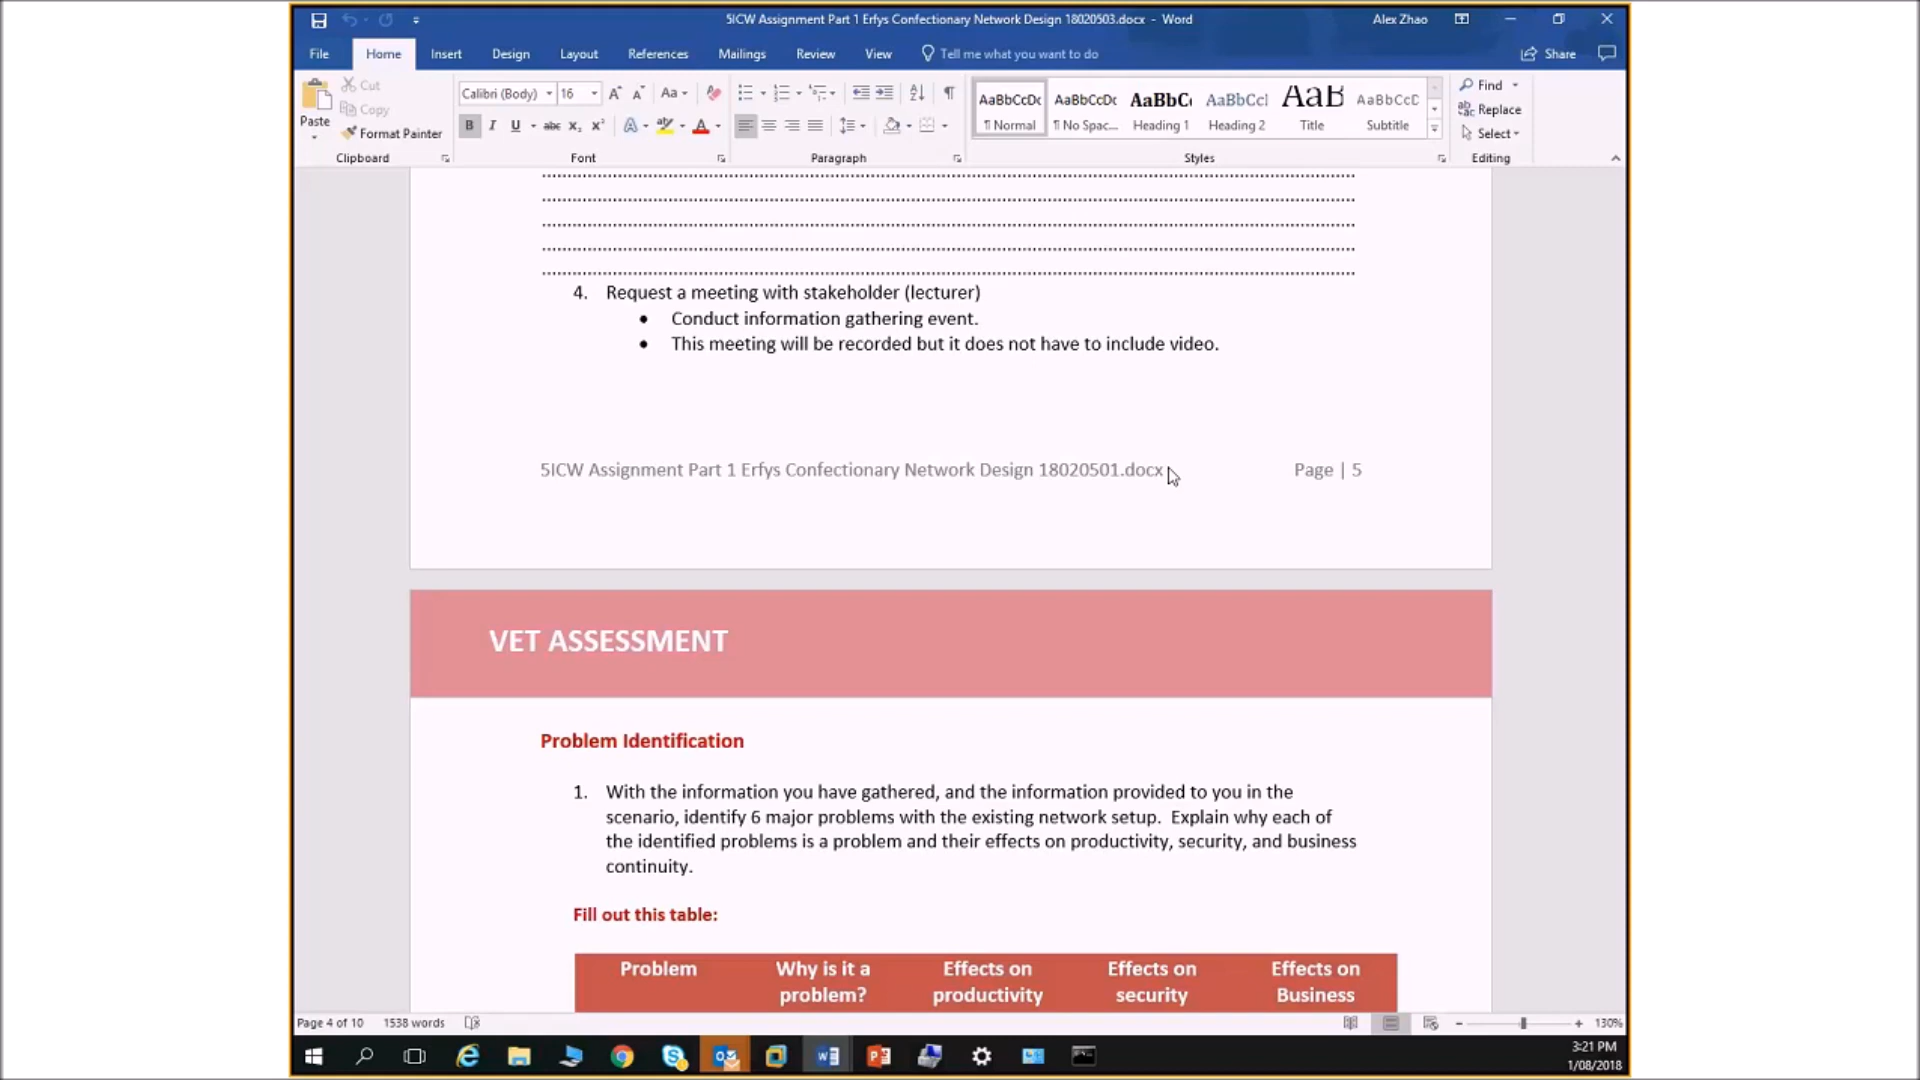 5ICW Assignment Part 1 Erfys Confectionary Network Design 18020503.docx - Word
Alex Zhao
File Home Insert Design Layout References Mailings Review View Tell me what you want to do Share
Paste
Cut
Copy
Format Painter
Clipboard
Calibri (Body) 16
Aa
B I U abc X₂ X²
A A
Font
Paragraph
AaBbCcDc AaBbCcDc AaBbC AaBbCcI AaB AaBbCcD
¶ Normal ¶ No Spac... Heading 1 Heading 2 Title Subtitle
Styles
Find
Replace
Select
Editing
4. Request a meeting with stakeholder (lecturer)
• Conduct information gathering event.
• This meeting will be recorded but it does not have to include video.
5ICW Assignment Part 1 Erfys Confectionary Network Design 18020501.docx Page | 5
VET ASSESSMENT
Problem Identification
1. With the information you have gathered, and the information provided to you in the
scenario, identify 6 major problems with the existing network setup. Explain why each of
the identified problems is a problem and their effects on productivity, security, and business
continuity.
Fill out this table:
Problem Why is it a Effects on Effects on Effects on
problem? productivity security Business
Page 4 of 10 1538 words 130%
3:21 PM
1/08/2018